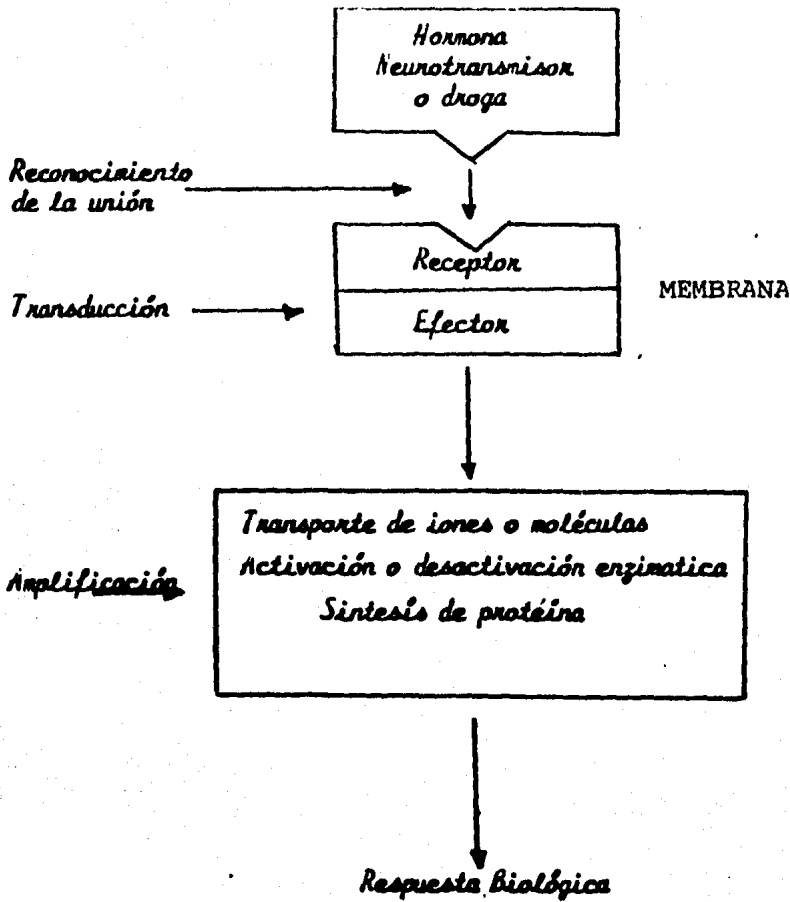 Hormona
Neurotransmisor
o droga
Reconocimiento
de la unión
Receptor
MEMBRANA
Transducción
Efector
Transporte de iones o moléculas
Activación o desactivación enzimatica
Amplificación
Sintesis de protéina
Respuesta Biológica